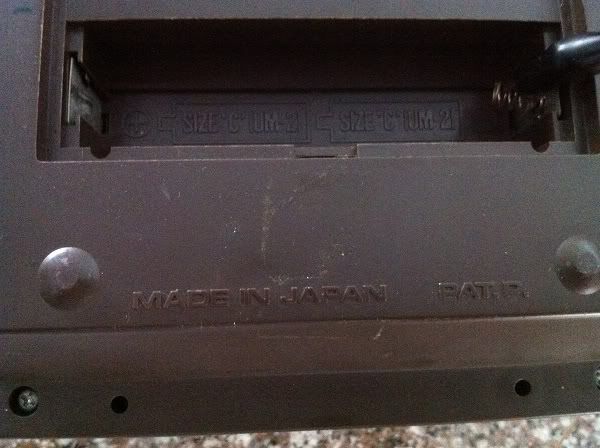 SIZE "C" (UM-2) SIZE "C" (UM-2)
MADE IN JAPAN PAT. P.